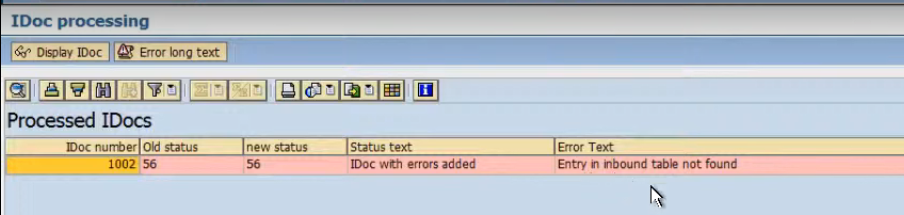 IDoc processing
Display IDoc Error long text
Processed IDocs
IDoc number Old status new status Status text Error Text
1002 56 56 IDoc with errors added Entry in inbound table not found